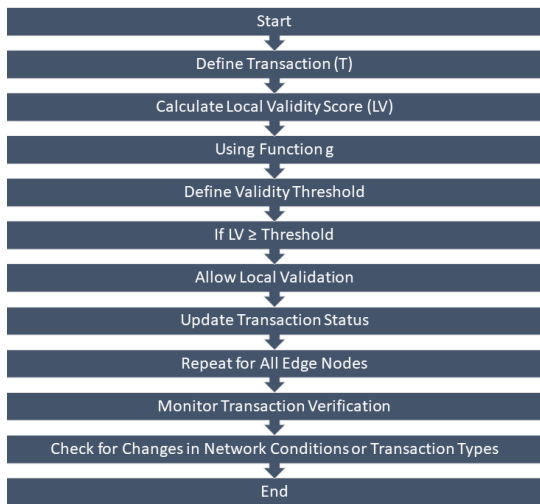 Start
Define Transaction (T)
Calculate Local Validity Score (LV)
Using Function g
Define Validity Threshold
If LV ≥ Threshold
Allow Local Validation
Update Transaction Status
Repeat for All Edge Nodes
Monitor Transaction Verification
Check for Changes in Network Conditions or Transaction Types
End